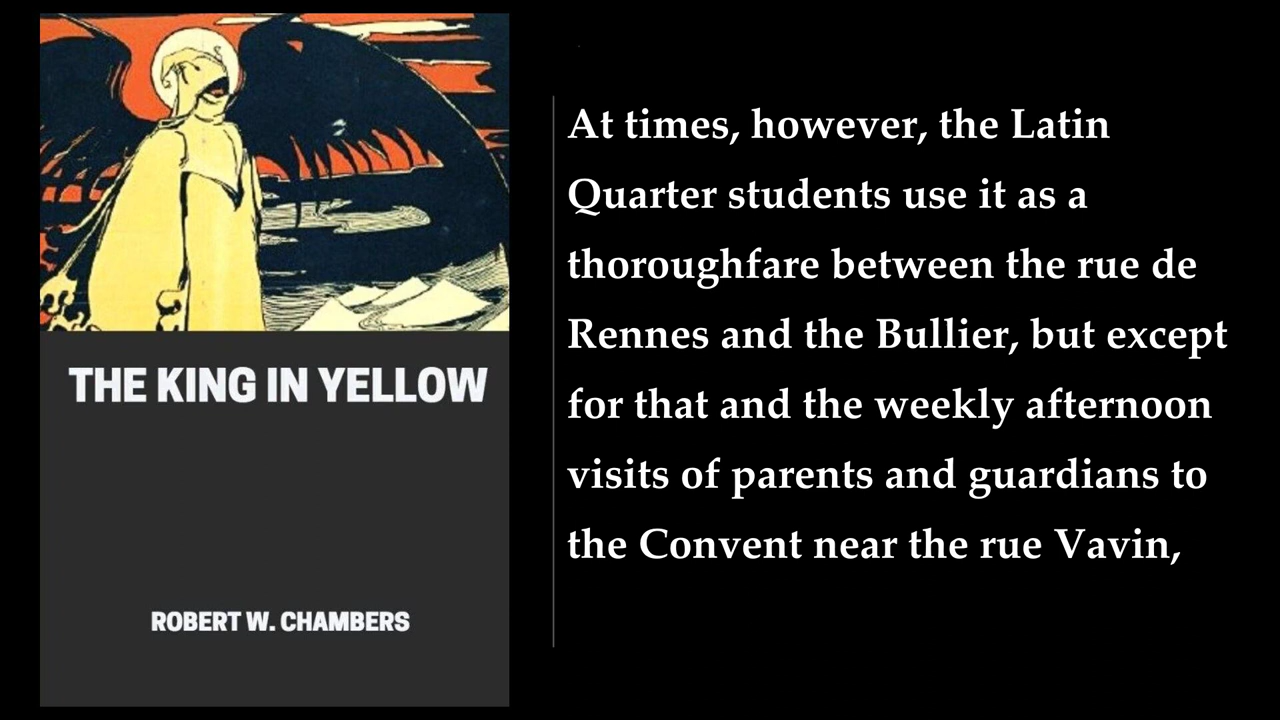 THE KING IN YELLOW
ROBERT W. CHAMBERS
At times, however, the Latin
Quarter students use it as a
thoroughfare between the rue de
Rennes and the Bullier, but except
for that and the weekly afternoon
visits of parents and guardians to
the Convent near the rue Vavin,